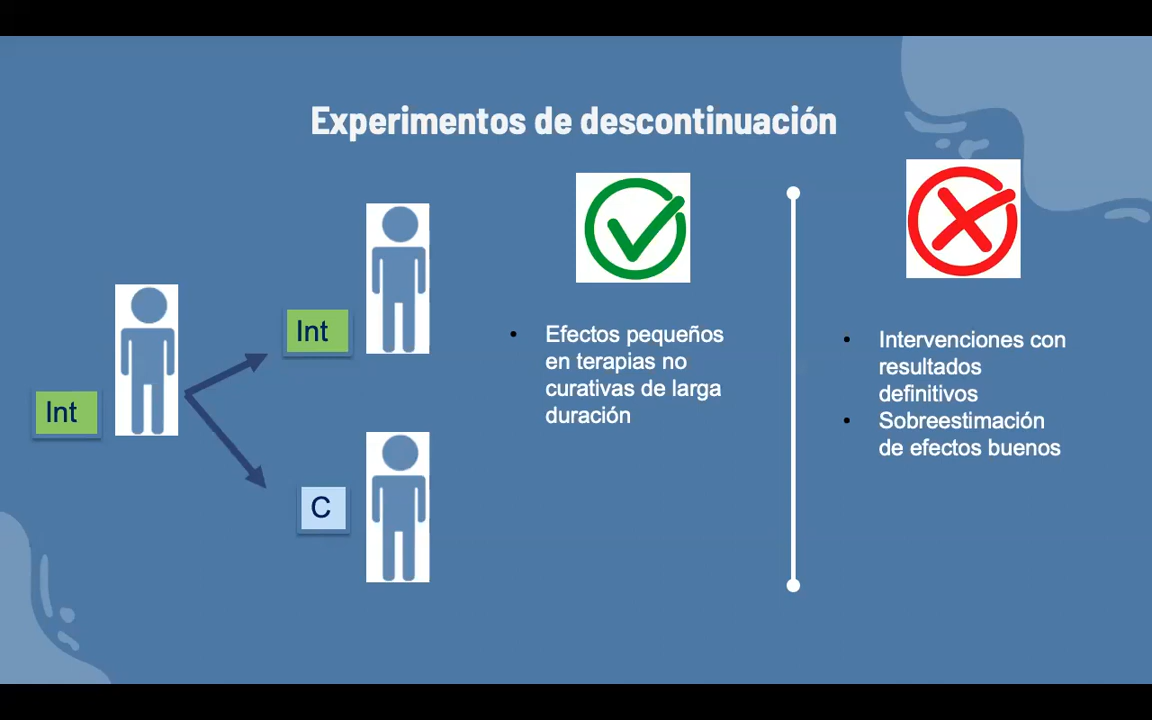 Experimentos de descontinuación
Int
Int
C
• Efectos pequeños
en terapias no
curativas de larga
duración
• Intervenciones con
resultados
definitivos
• Sobreestimación
de efectos buenos